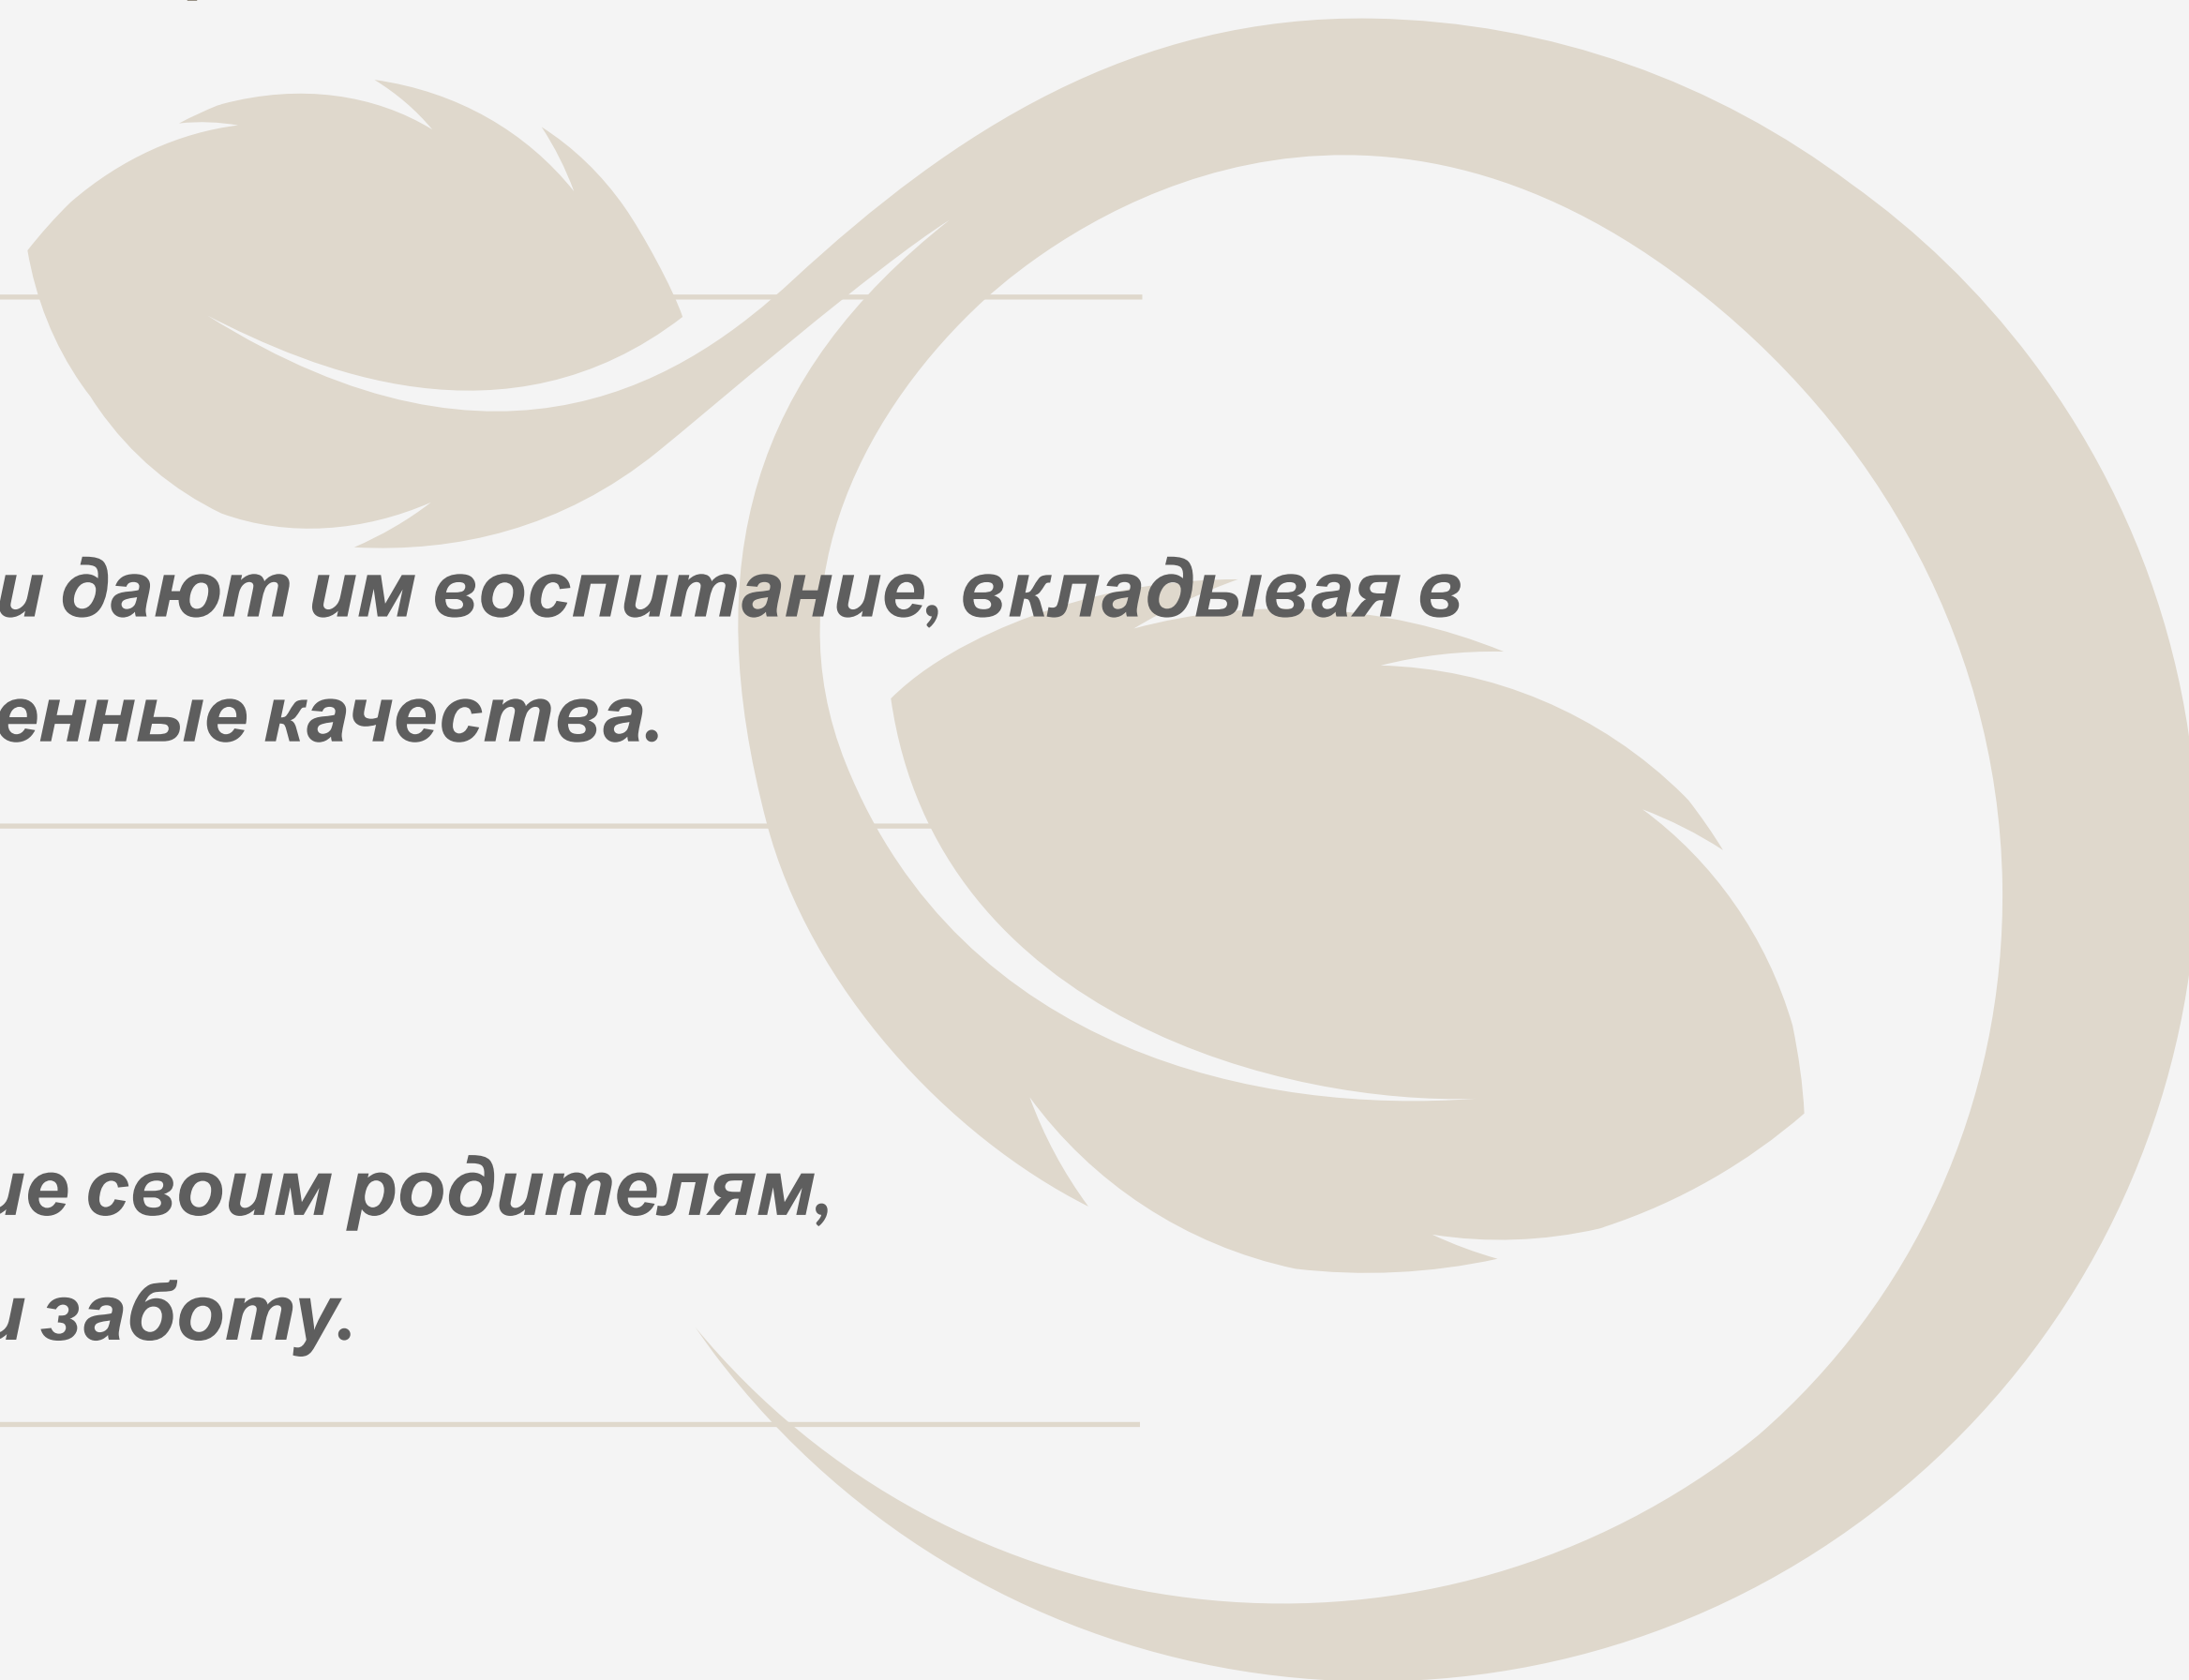 и дают им воспитание, вкладывая в
енные качества.
ие своим родителям,
и заботу.